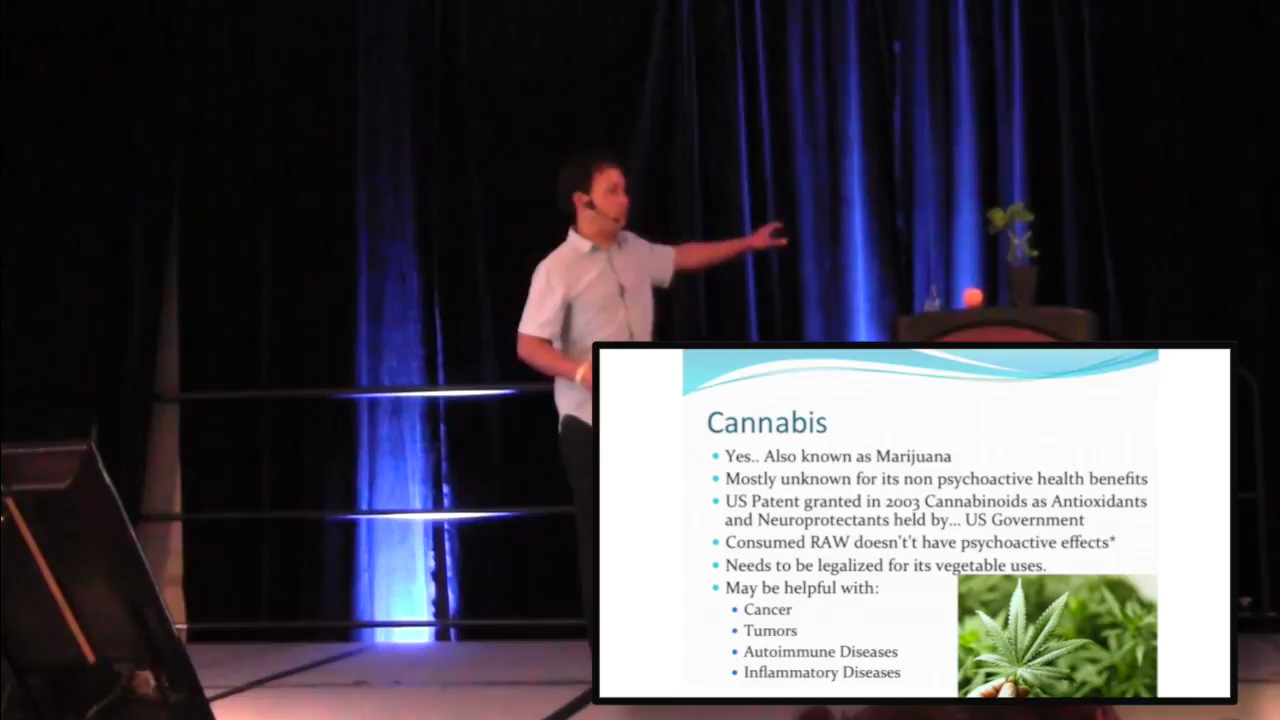 Cannabis
Yes.. Also known as Marijuana
Mostly unknown for its non psychoactive health benefits
US Patent granted in 2003 Cannabinoids as Antioxidants
and Neuroprotectants held by... US Government
Consumed RAW doesn't't have psychoactive effects*
Needs to be legalized for its vegetable uses.
May be helpful with:
Cancer
Tumors
Autoimmune Diseases
Inflammatory Diseases